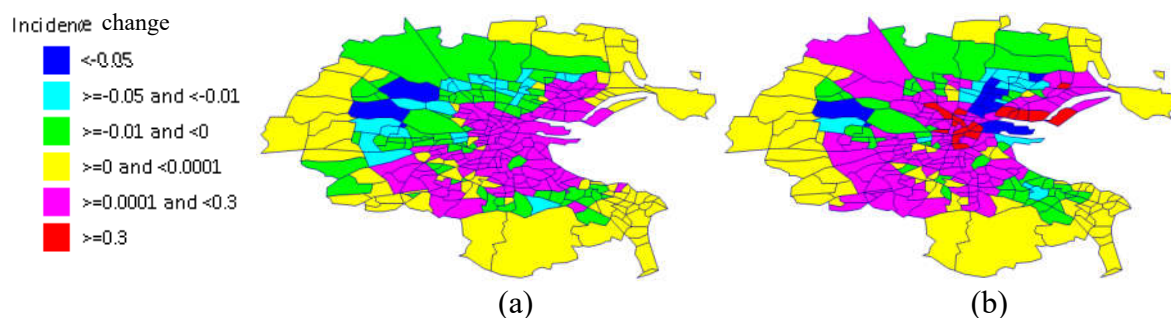 Incidence change
<-0.05
>=-0.05 and <-0.01
>=-0.01 and <0
>=0 and <0.0001
>=0.0001 and <0.3
>=0.3
(a)
(b)